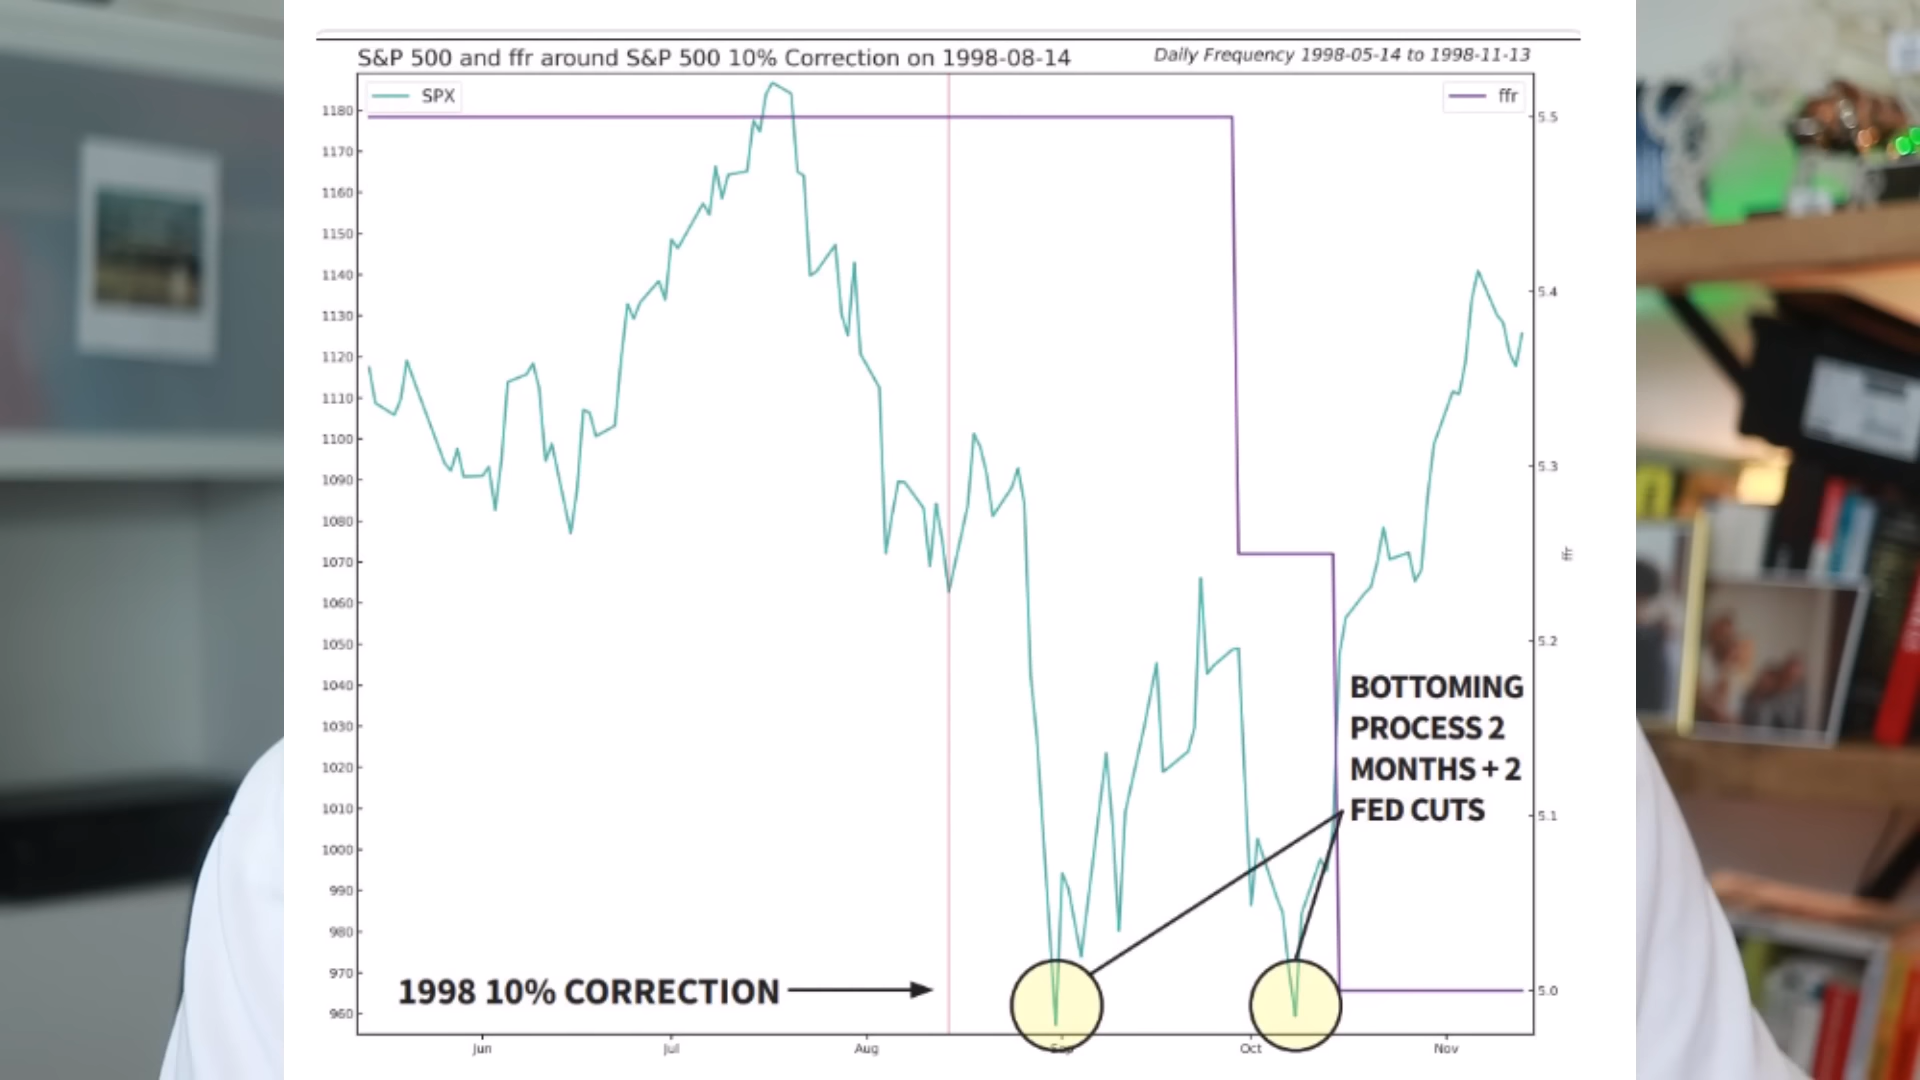 S&P 500 and ffr around S&P 500 10% Correction on 1998-08-14
Daily Frequency 1998-05-14 to 1998-11-13
SPX
ffr
1180
1170
1160
1150
1140
1130
1120
1110
1100
1090
1080
1070
1060
1050
1040
1030
1020
1010
1000
990
980
970
960
5.5
5.4
5.3
5.2
5.1
5.0
ffr
BOTTOMING
PROCESS 2
MONTHS + 2
FED CUTS
1998 10% CORRECTION
Jun
Jul
Aug
Sep
Oct
Nov